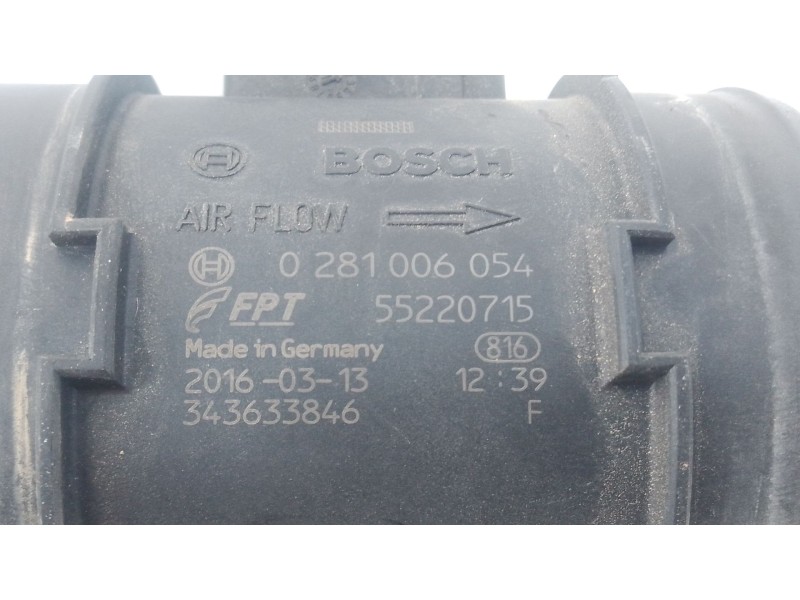 BOSCH
AIR FLOW
0 281 006 054
FPT 55220715
Made in Germany 816
2016-03-13 12:39
343633846 F